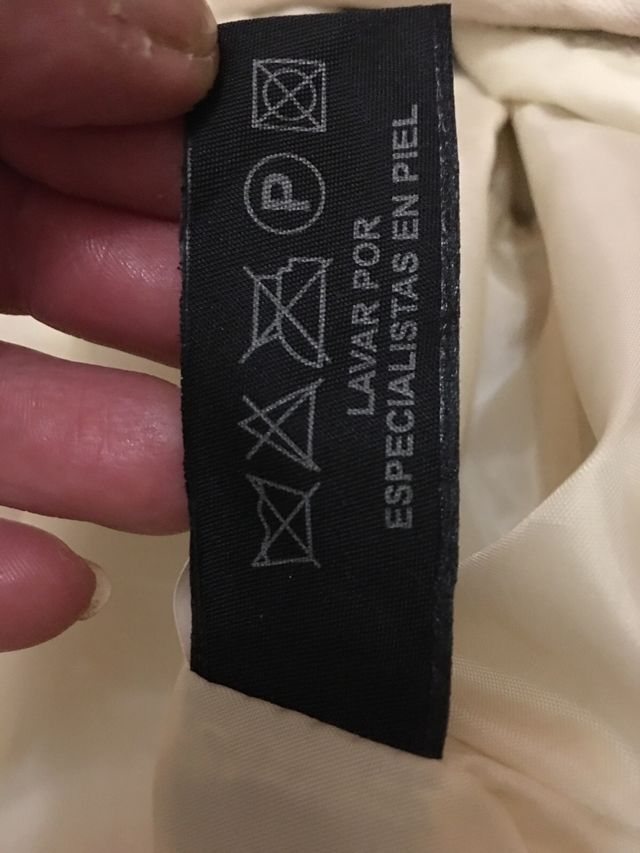 P
LAVAR POR
ESPECIALISTAS EN PIEL